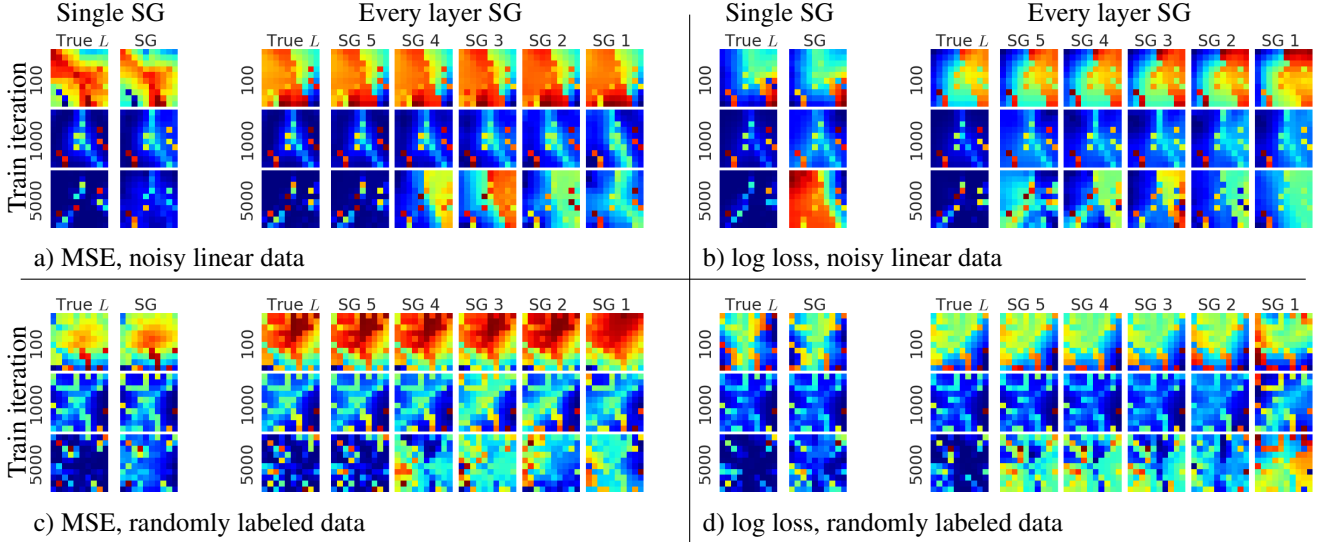 Single SG
Every layer SG
Single SG
Every layer SG
True L SG True L SG 5 SG 4 SG 3 SG 2 SG 1
True L SG True L SG 5 SG 4 SG 3 SG 2 SG 1
Train iteration
100 100 100 100
1000 1000 1000 1000
5000 5000 5000 5000
a) MSE, noisy linear data
b) log loss, noisy linear data
True L SG True L SG 5 SG 4 SG 3 SG 2 SG 1
True L SG True L SG 5 SG 4 SG 3 SG 2 SG 1
Train iteration
100 100 100 100
1000 1000 1000 1000
5000 5000 5000 5000
c) MSE, randomly labeled data
d) log loss, randomly labeled data